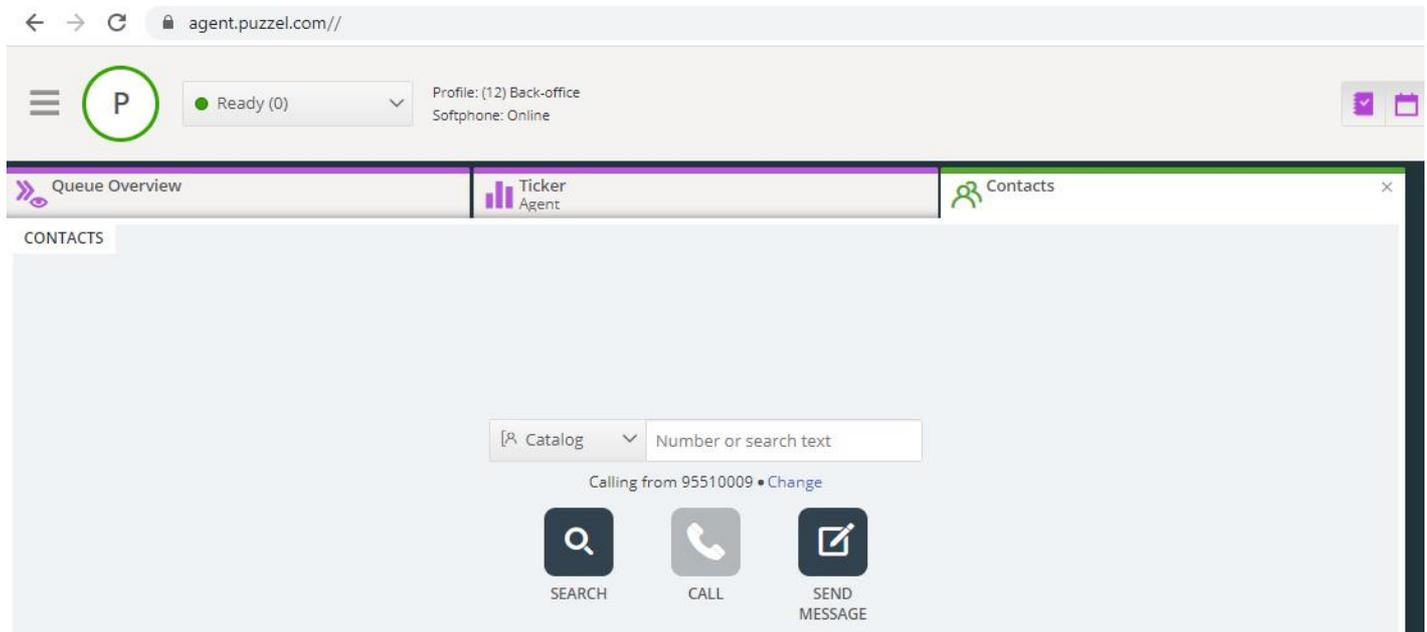 agent.puzzel.com//
P
Ready (0)
Profile: (12) Back-office
Softphone: Online
Queue Overview
Ticker
Agent
Contacts
CONTACTS
Catalog
Number or search text
Calling from 95510009 • Change
SEARCH
CALL
SEND
MESSAGE